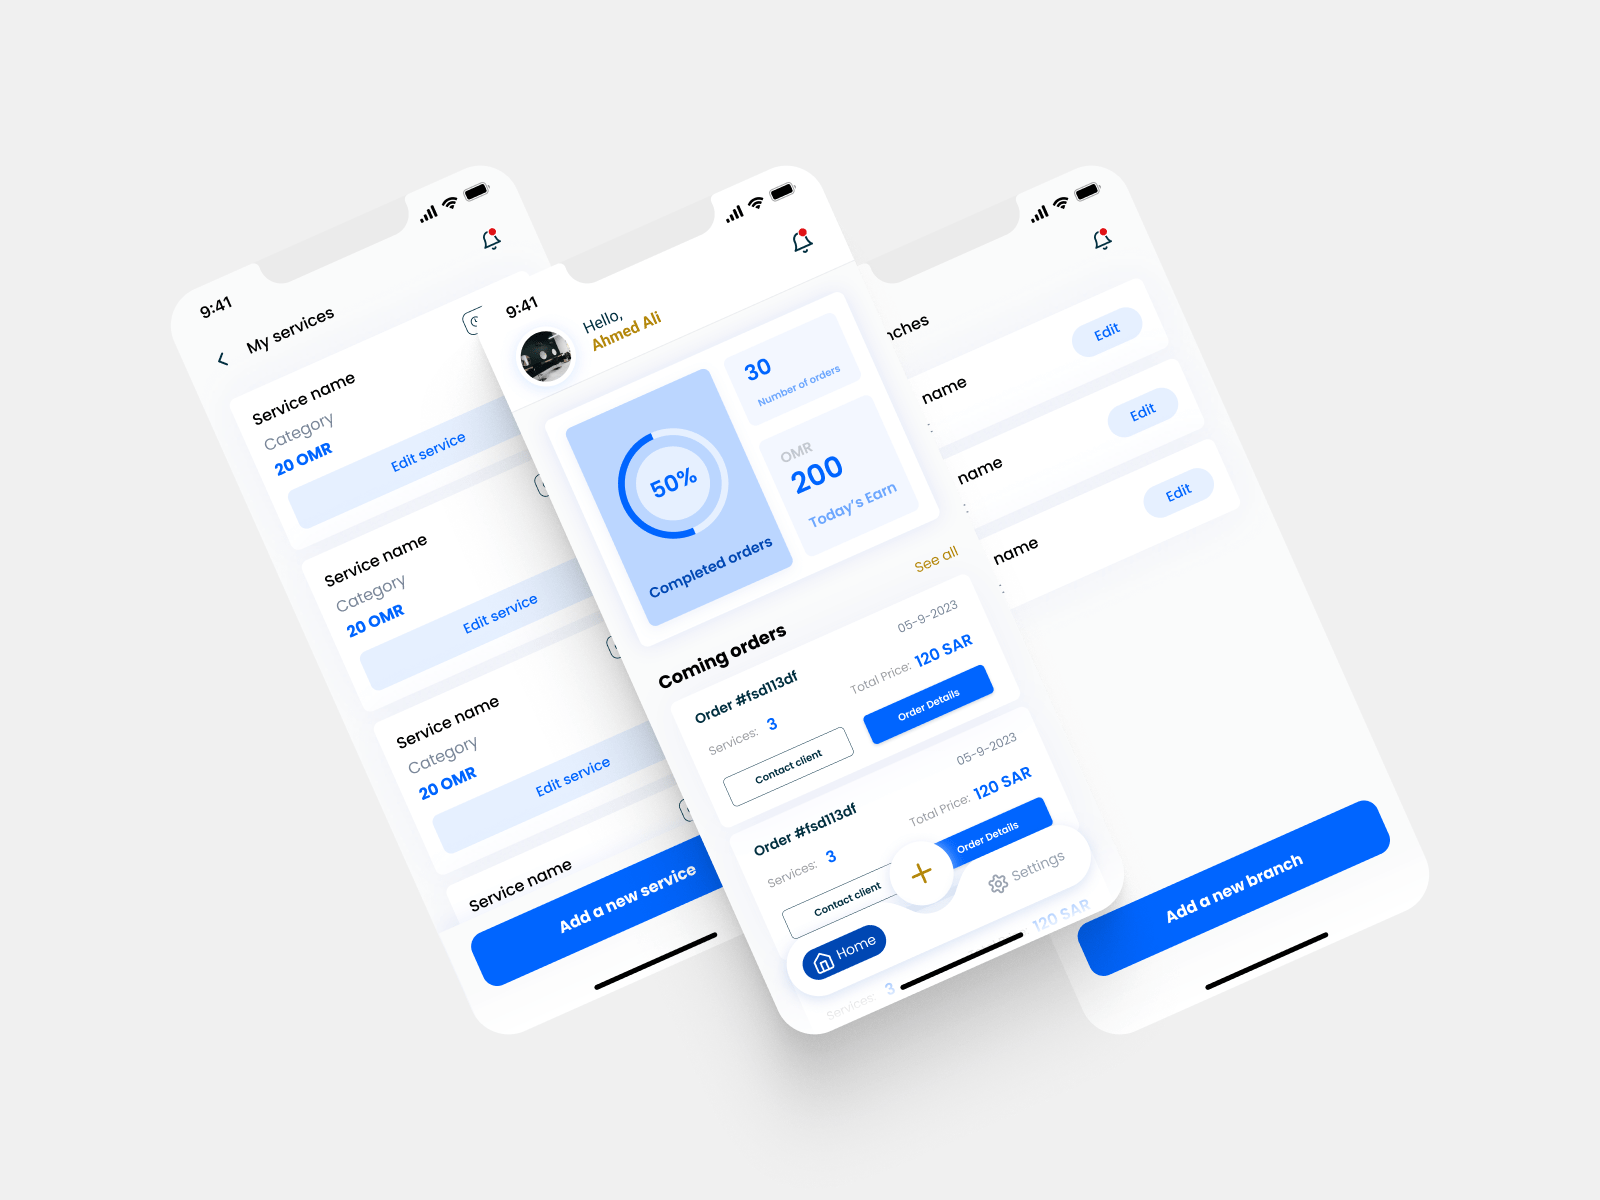 9:41
My services
Service name
Category
20 OMR
Edit service
Service name
Category
20 OMR
Edit service
Service name
Category
20 OMR
Edit service
Service name
Add a new service
9:41
Hello,
Ahmed Ali
50%
Completed orders
30
Number of orders
OMR
200
Today's Earn
See all
Coming orders
05-9-2023
Order #fsd113df
Total Price: 120 SAR
Services: 3
Contact client
Order Details
05-9-2023
Order #fsd113df
Total Price: 120 SAR
Services: 3
Contact client
Order Details
Home
Settings
120 SAR
Services: 3
name
Edit
name
Edit
name
Edit
Add a new branch